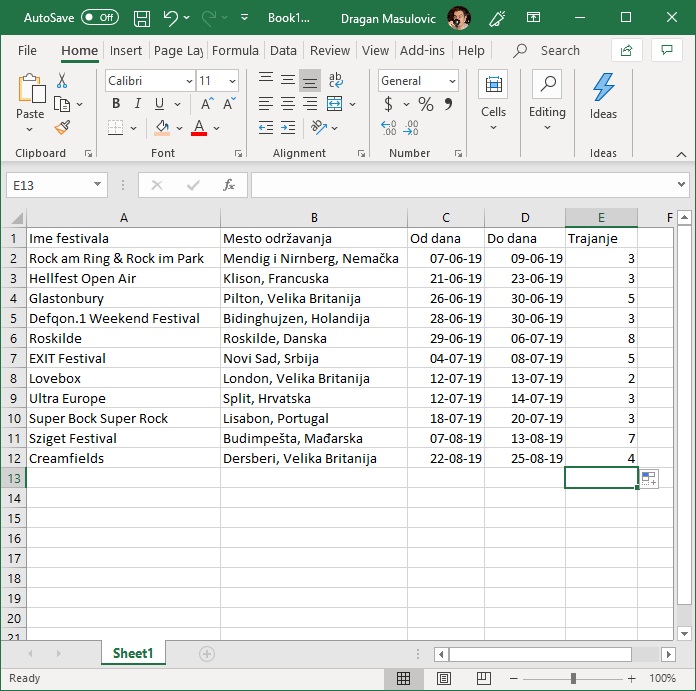 AutoSave Off Book1... Dragan Masulovic
File Home Insert Page Lay Formula Data Review View Add-ins Help Search
Calibri 11 General
Paste B I U A A $ % Cells Editing Ideas
Clipboard Font Alignment Number Ideas
E13 fx
A B C D E F
1 Ime festivala Mesto održavanja Od dana Do dana Trajanje
2 Rock am Ring & Rock im Park Mendig i Nirnberg, Nemačka 07-06-19 09-06-19 3
3 Hellfest Open Air Klison, Francuska 21-06-19 23-06-19 3
4 Glastonbury Pilton, Velika Britanija 26-06-19 30-06-19 5
5 Defqon.1 Weekend Festival Bidinghujzen, Holandija 28-06-19 30-06-19 3
6 Roskilde Roskilde, Danska 29-06-19 06-07-19 8
7 EXIT Festival Novi Sad, Srbija 04-07-19 08-07-19 5
8 Lovebox London, Velika Britanija 12-07-19 13-07-19 2
9 Ultra Europe Split, Hrvatska 12-07-19 14-07-19 3
10 Super Bock Super Rock Lisabon, Portugal 18-07-19 20-07-19 3
11 Sziget Festival Budimpešta, Mađarska 07-08-19 13-08-19 7
12 Creamfields Dersberi, Velika Britanija 22-08-19 25-08-19 4
13
14
15
16
17
18
19
20
21
Sheet1
Ready 100%